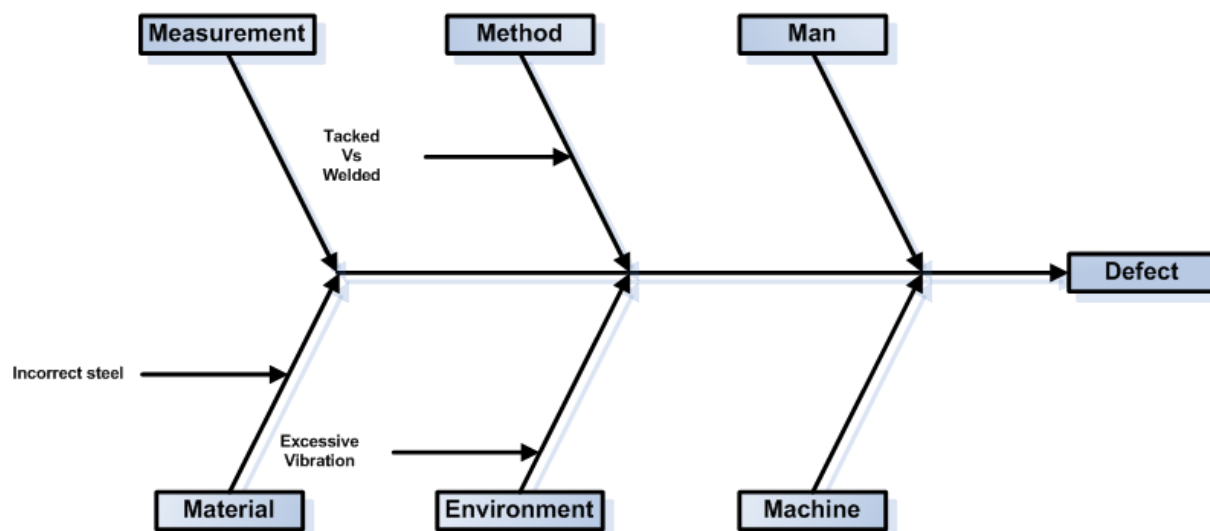 Measurement
Method
Man
Tacked
Vs
Welded
Defect
Incorrect steel
Excessive
Vibration
Material
Environment
Machine